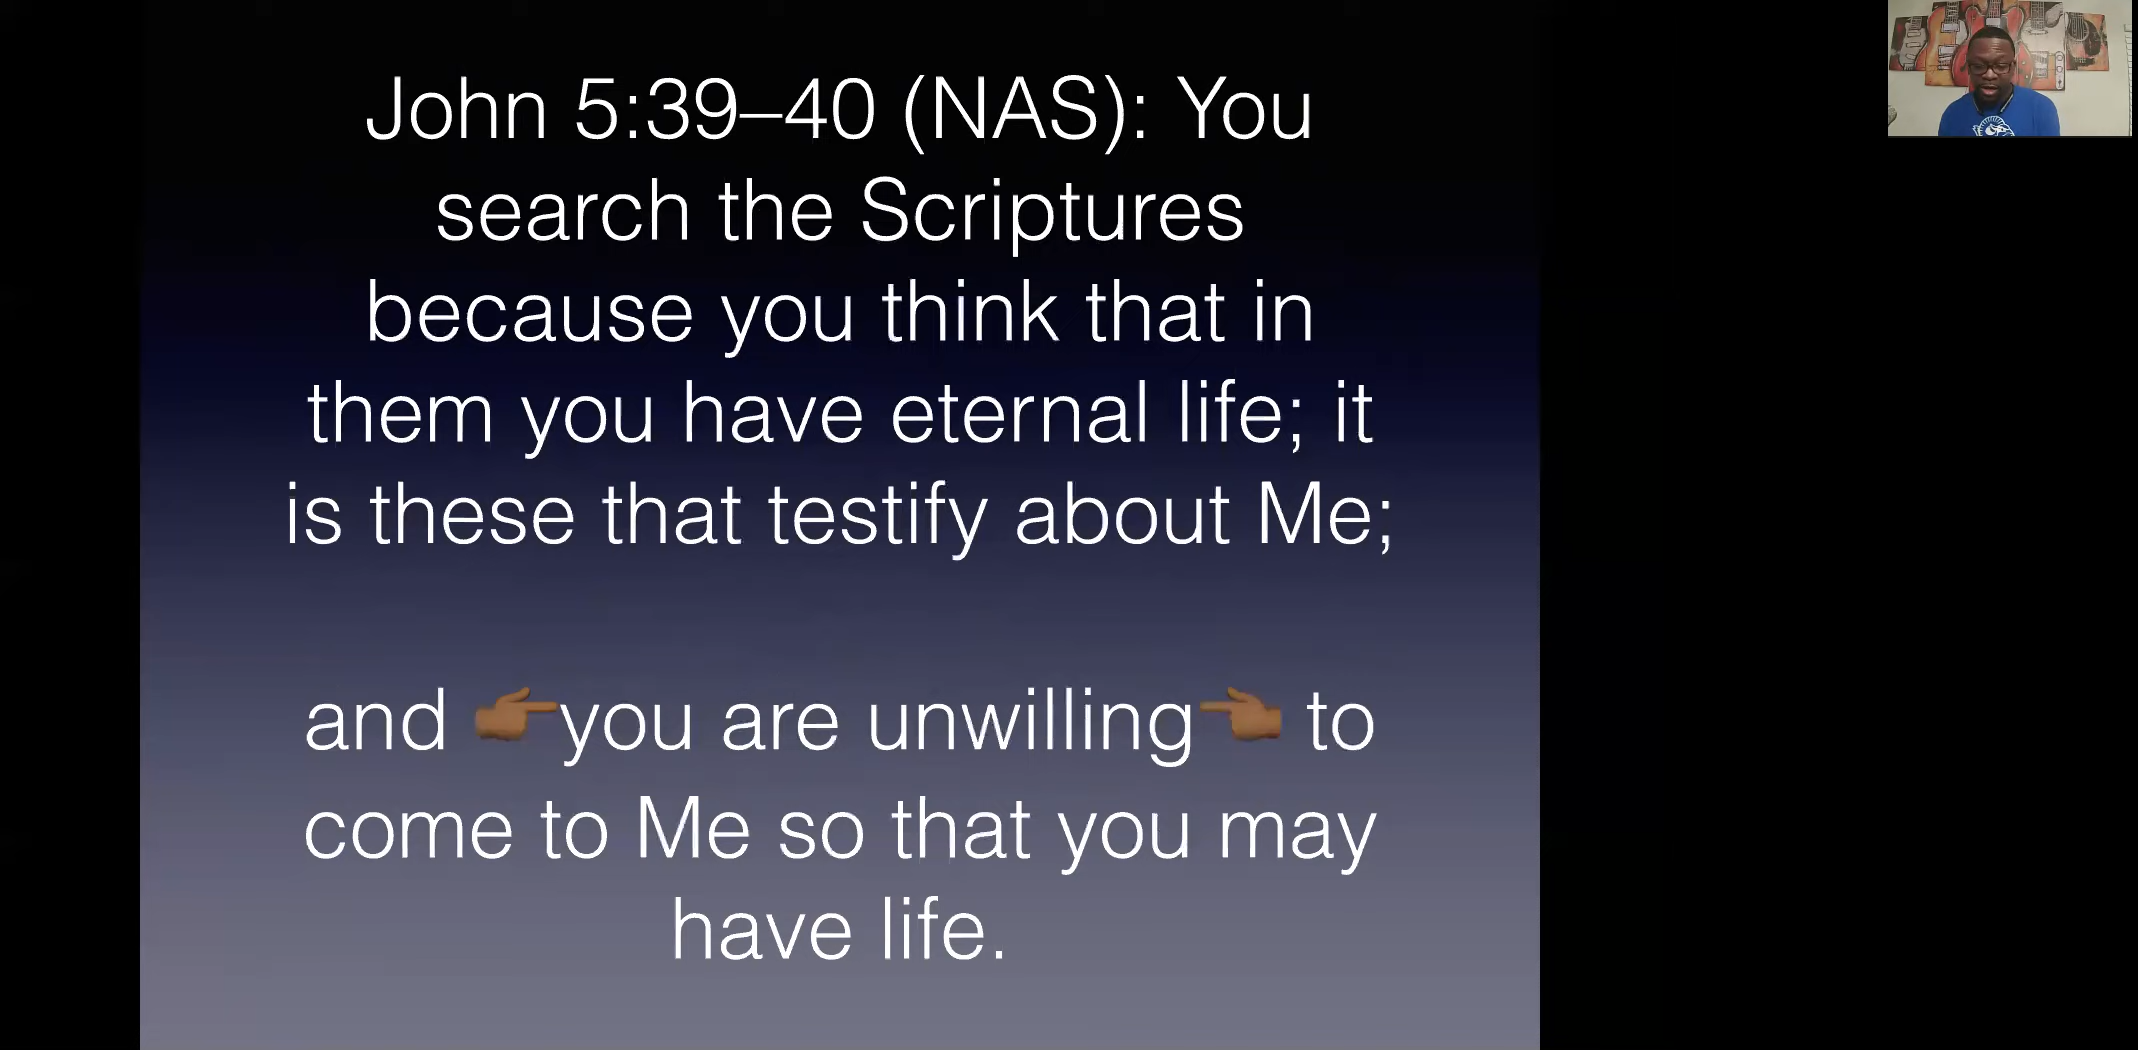 John 5:39–40 (NAS): You
search the Scriptures
because you think that in
them you have eternal life; it
is these that testify about Me;
and 👉🏾you are unwilling👈🏾 to
come to Me so that you may
have life.